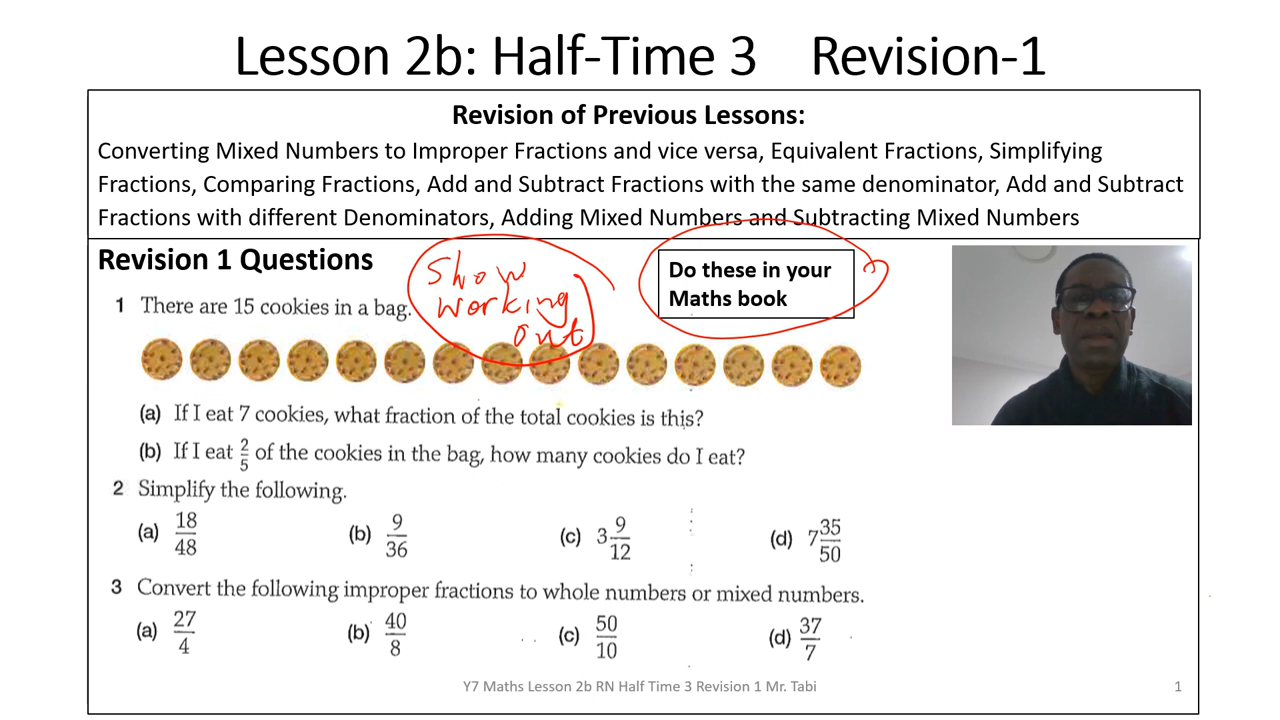 Lesson 2b: Half-Time 3 Revision-1
Revision of Previous Lessons:
Converting Mixed Numbers to Improper Fractions and vice versa, Equivalent Fractions, Simplifying
Fractions, Comparing Fractions, Add and Subtract Fractions with the same denominator, Add and Subtract
Fractions with different Denominators, Adding Mixed Numbers and Subtracting Mixed Numbers
Revision 1 Questions
Show
working
out
Do these in your
Maths book
1 There are 15 cookies in a bag.
(a) If I eat 7 cookies, what fraction of the total cookies is this?
(b) If I eat 2/5 of the cookies in the bag, how many cookies do I eat?
2 Simplify the following.
(a) 18/48 (b) 9/36 (c) 3 9/12 (d) 7 35/50
3 Convert the following improper fractions to whole numbers or mixed numbers.
(a) 27/4 (b) 40/8 (c) 50/10 (d) 37/7
Y7 Maths Lesson 2b RN Half Time 3 Revision 1 Mr. Tabi 1